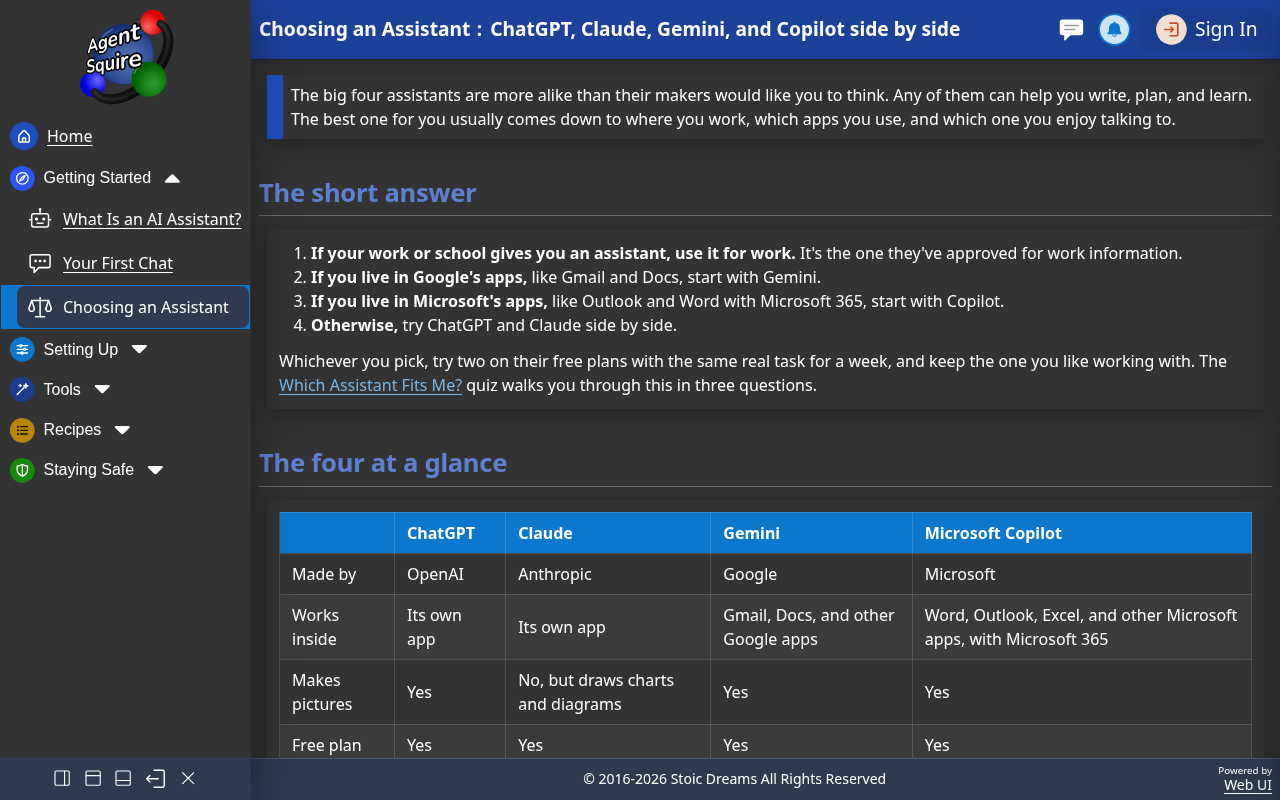 Agent
Squire
Home
Getting Started
What Is an AI Assistant?
Your First Chat
Choosing an Assistant
Setting Up
Tools
Recipes
Staying Safe
Choosing an Assistant : ChatGPT, Claude, Gemini, and Copilot side by side
Sign In
The big four assistants are more alike than their makers would like you to think. Any of them can help you write, plan, and learn.
The best one for you usually comes down to where you work, which apps you use, and which one you enjoy talking to.
The short answer
1. If your work or school gives you an assistant, use it for work. It's the one they've approved for work information.
2. If you live in Google's apps, like Gmail and Docs, start with Gemini.
3. If you live in Microsoft's apps, like Outlook and Word with Microsoft 365, start with Copilot.
4. Otherwise, try ChatGPT and Claude side by side.
Whichever you pick, try two on their free plans with the same real task for a week, and keep the one you like working with. The
Which Assistant Fits Me? quiz walks you through this in three questions.
The four at a glance
ChatGPT Claude Gemini Microsoft Copilot
Made by OpenAI Anthropic Google Microsoft
Works inside Its own app Its own app Gmail, Docs, and other Google apps Word, Outlook, Excel, and other Microsoft apps, with Microsoft 365
Makes pictures Yes No, but draws charts and diagrams Yes Yes
Free plan Yes Yes Yes Yes
© 2016-2026 Stoic Dreams All Rights Reserved
Powered by
Web UI